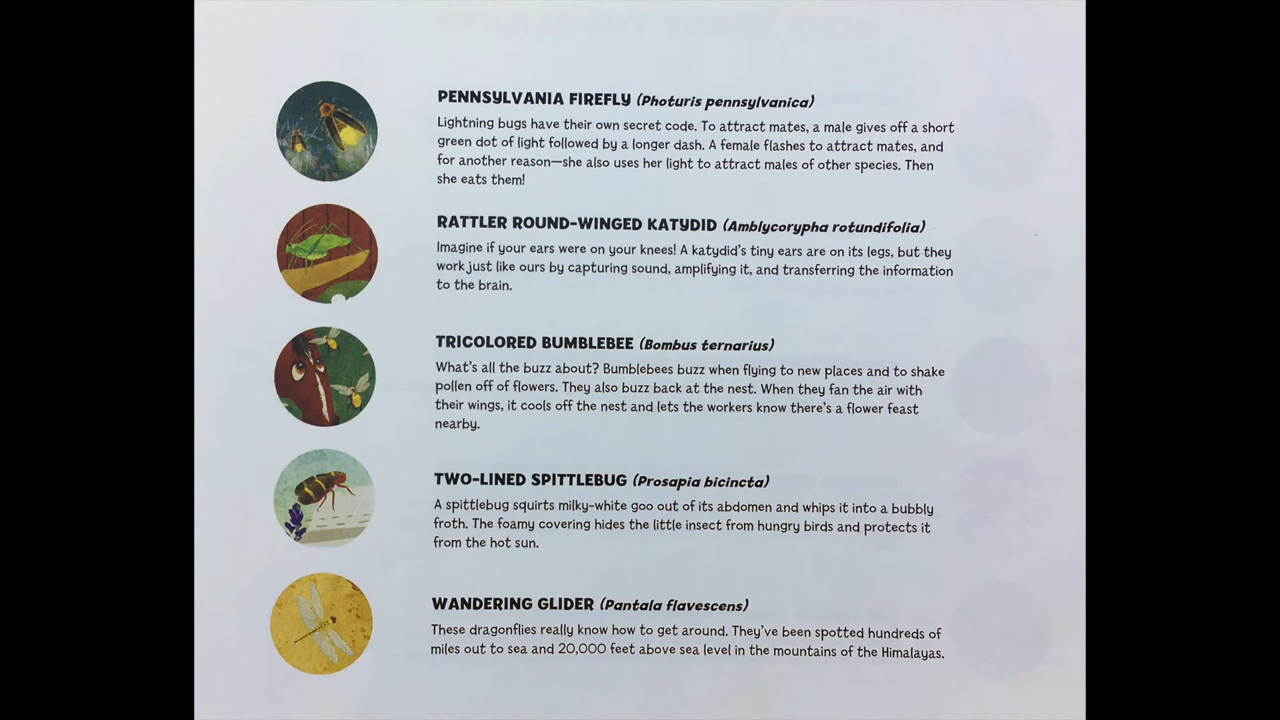 PENNSYLVANIA FIREFLY (Photuris pennsylvanica)
Lightning bugs have their own secret code. To attract mates, a male gives off a short
green dot of light followed by a longer dash. A female flashes to attract mates, and
for another reason—she also uses her light to attract males of other species. Then
she eats them!
RATTLER ROUND-WINGED KATYDID (Amblycorypha rotundifolia)
Imagine if your ears were on your knees! A katydid's tiny ears are on its legs, but they
work just like ours by capturing sound, amplifying it, and transferring the information
to the brain.
TRICOLORED BUMBLEBEE (Bombus ternarius)
What's all the buzz about? Bumblebees buzz when flying to new places and to shake
pollen off of flowers. They also buzz back at the nest. When they fan the air with
their wings, it cools off the nest and lets the workers know there's a flower feast
nearby.
TWO-LINED SPITTLEBUG (Prosapia bicincta)
A spittlebug squirts milky-white goo out of its abdomen and whips it into a bubbly
froth. The foamy covering hides the little insect from hungry birds and protects it
from the hot sun.
WANDERING GLIDER (Pantala flavescens)
These dragonflies really know how to get around. They've been spotted hundreds of
miles out to sea and 20,000 feet above sea level in the mountains of the Himalayas.